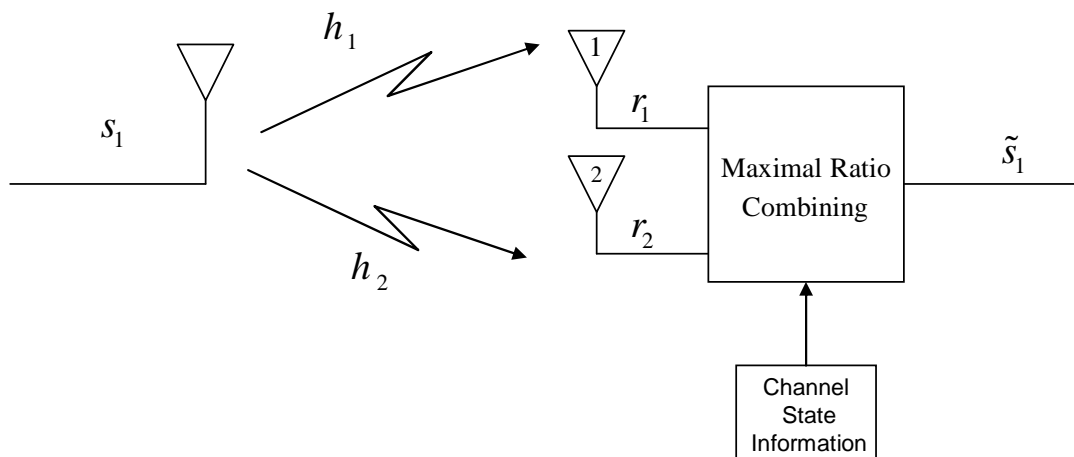 s₁
h₁
h₂
1
r₁
2
r₂
Maximal Ratio
Combining
s̃₁
Channel
State
Information